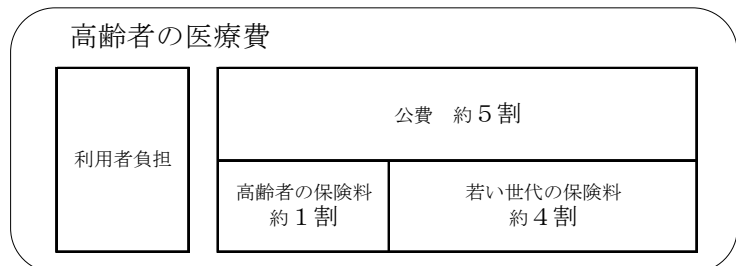 高齢者の医療費
公費　約５割
利用者負担
高齢者の保険料
約１割
若い世代の保険料
約４割